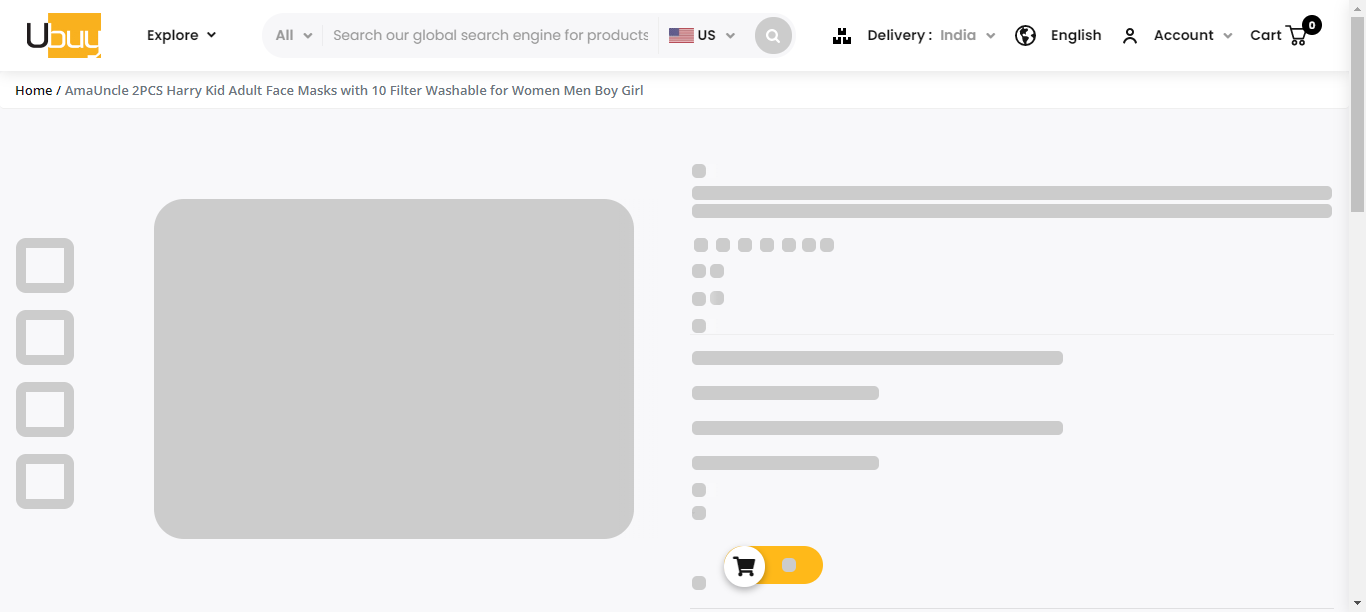 Ubuy
Explore
All
Search our global search engine for products
US
Delivery :
India
English
Account
Cart
0
Home / AmaUncle 2PCS Harry Kid Adult Face Masks with 10 Filter Washable for Women Men Boy Girl